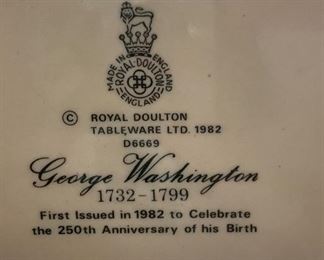 MADE IN ENGLAND
ROYAL·DOULTON
ENGLAND
© ROYAL DOULTON
TABLEWARE LTD. 1982
D6669
George Washington
1732-1799
First Issued in 1982 to Celebrate
the 250th Anniversary of his Birth